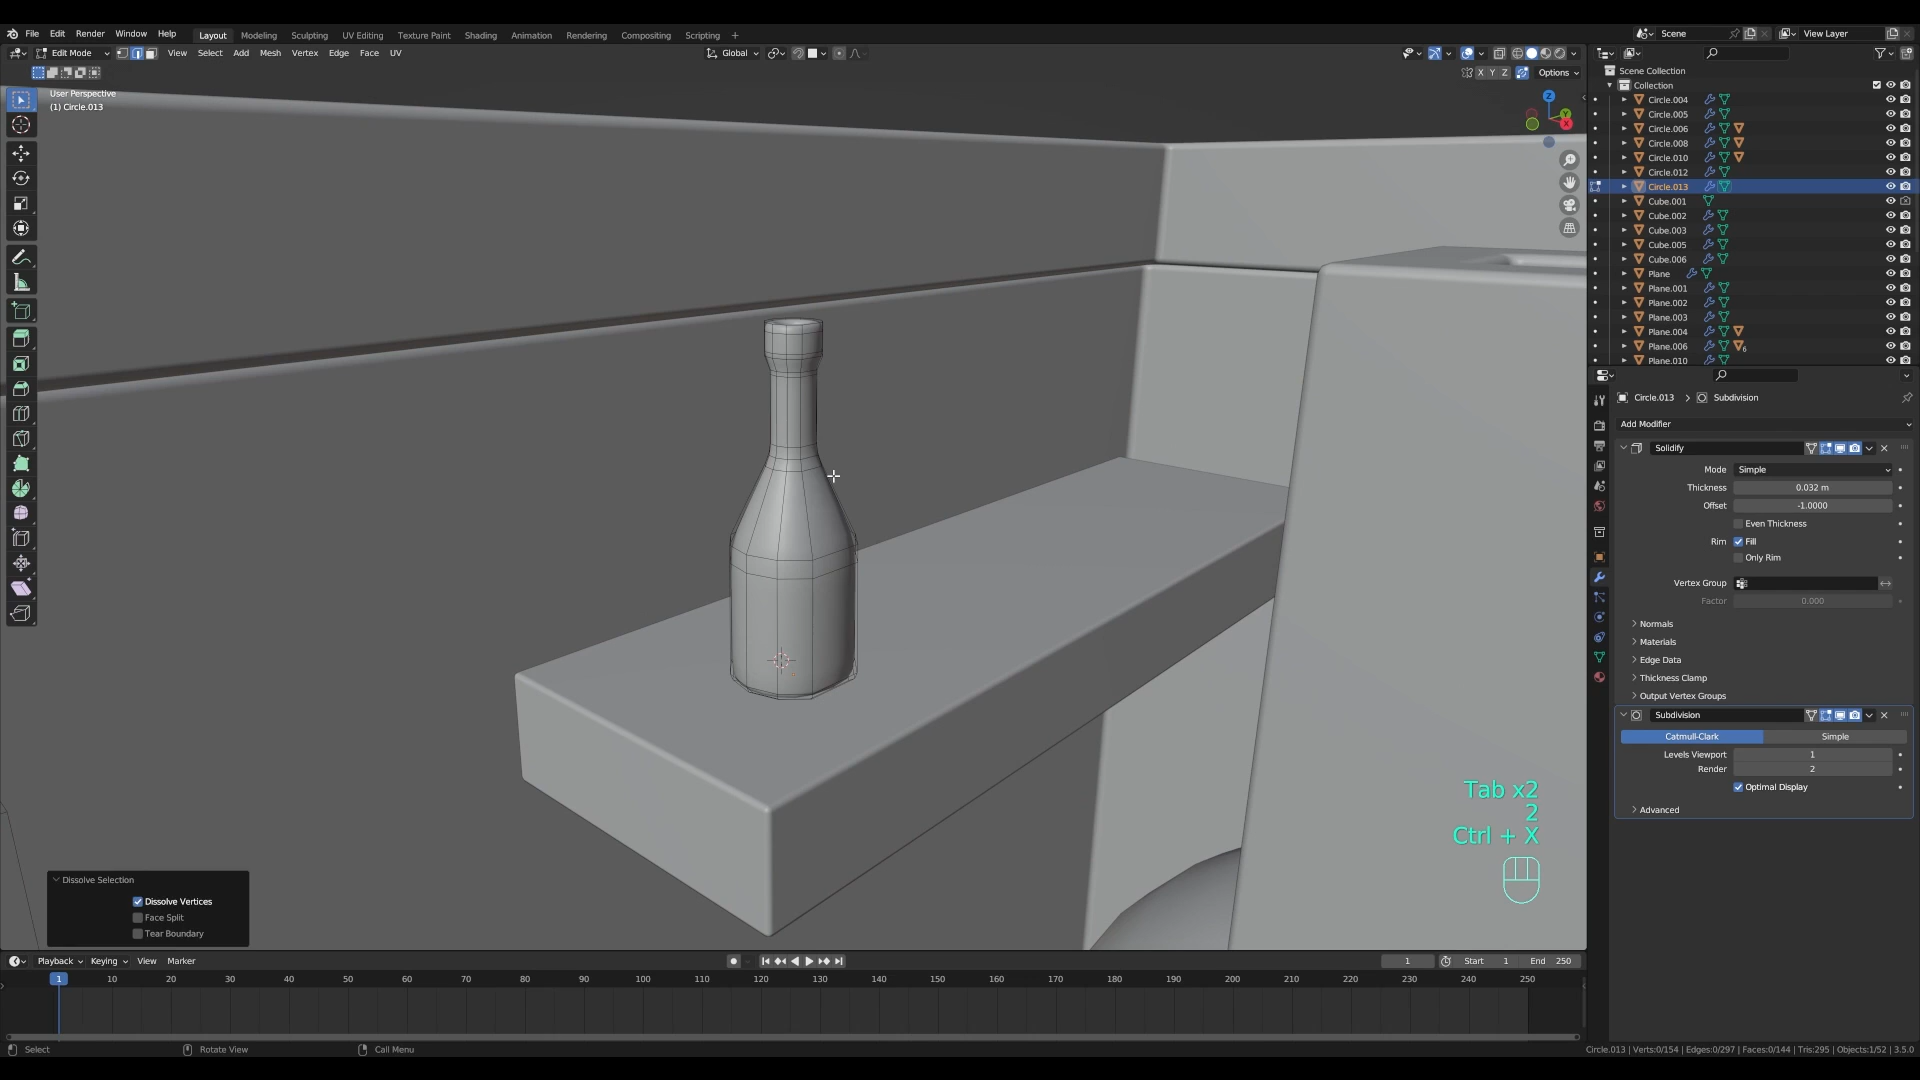 File Edit Render Window Help Layout Modeling Sculpting UV Editing Texture Paint Shading Animation Rendering Compositing Scripting + Scene View Layer
Edit Mode View Select Add Mesh Vertex Edge Face UV Global
X Y Z Options
User Perspective
(1) Circle.013
Z
Y
X
Scene Collection
Collection
Circle.004
Circle.005
Circle.006
Circle.008
Circle.010
Circle.012
Circle.013
Cube.001
Cube.002
Cube.003
Cube.005
Cube.006
Plane
Plane.001
Plane.002
Plane.003
Plane.004
Plane.006 6
Plane.010
Circle.013 > Subdivision
Add Modifier
Solidify
Mode Simple
Thickness 0.032 m
Offset -1.0000
Even Thickness
Rim Fill
Only Rim
Vertex Group
Factor 0.000
Normals
Materials
Edge Data
Thickness Clamp
Output Vertex Groups
Subdivision
Catmull-Clark Simple
Levels Viewport 1
Render 2
Optimal Display
Advanced
Tab x2
2
Ctrl + X
Dissolve Selection
Dissolve Vertices
Face Split
Tear Boundary
Playback Keying View Marker 1 Start 1 End 250
1 10 20 30 40 50 60 70 80 90 100 110 120 130 140 150 160 170 180 190 200 210 220 230 240 250
Select Rotate View Call Menu Circle.013 | Verts:0/154 | Edges:0/297 | Faces:0/144 | Tris:295 | Objects:1/52 | 3.5.0